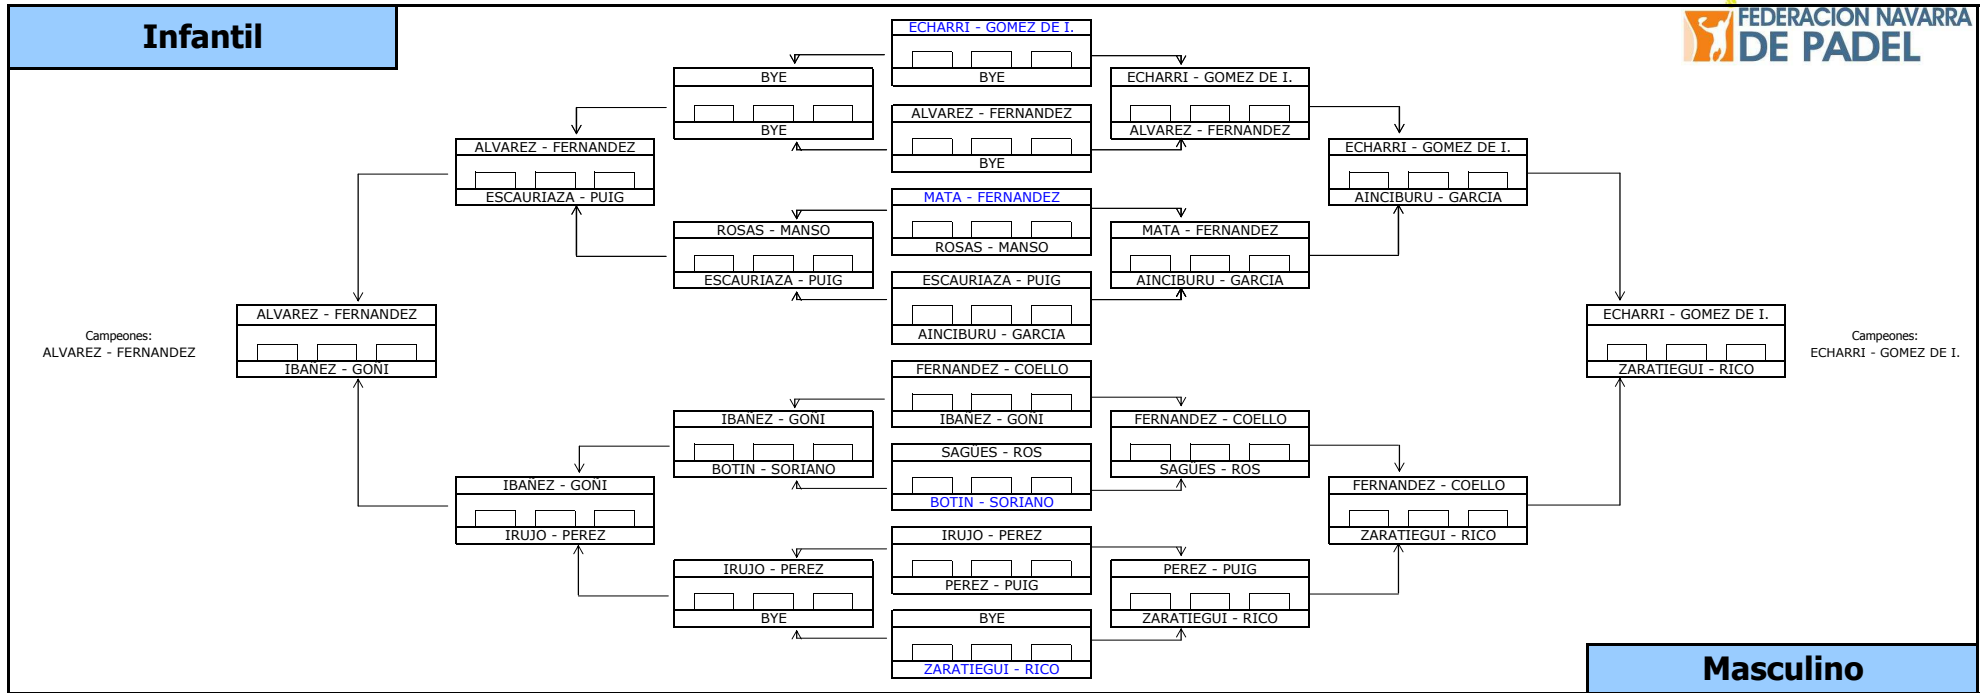 Infantil
FEDERACION NAVARRA
DE PADEL
ECHARRI - GOMEZ DE I.
BYE
ALVAREZ - FERNANDEZ
BYE
MATA - FERNANDEZ
ROSAS - MANSO
ESCAURIAZA - PUIG
AINCIBURU - GARCIA
FERNANDEZ - COELLO
IBAÑEZ - GOÑI
SAGÜES - ROS
BOTIN - SORIANO
IRUJO - PEREZ
PEREZ - PUIG
BYE
ZARATIEGUI - RICO
BYE
BYE
ROSAS - MANSO
ESCAURIAZA - PUIG
IBAÑEZ - GOÑI
BOTIN - SORIANO
IRUJO - PEREZ
BYE
ALVAREZ - FERNANDEZ
ESCAURIAZA - PUIG
IBAÑEZ - GOÑI
IRUJO - PEREZ
ALVAREZ - FERNANDEZ
IBAÑEZ - GOÑI
Campeones:
ALVAREZ - FERNANDEZ
ECHARRI - GOMEZ DE I.
ALVAREZ - FERNANDEZ
MATA - FERNANDEZ
AINCIBURU - GARCIA
FERNANDEZ - COELLO
SAGÜES - ROS
PEREZ - PUIG
ZARATIEGUI - RICO
ECHARRI - GOMEZ DE I.
AINCIBURU - GARCIA
FERNANDEZ - COELLO
ZARATIEGUI - RICO
ECHARRI - GOMEZ DE I.
ZARATIEGUI - RICO
Campeones:
ECHARRI - GOMEZ DE I.
Masculino